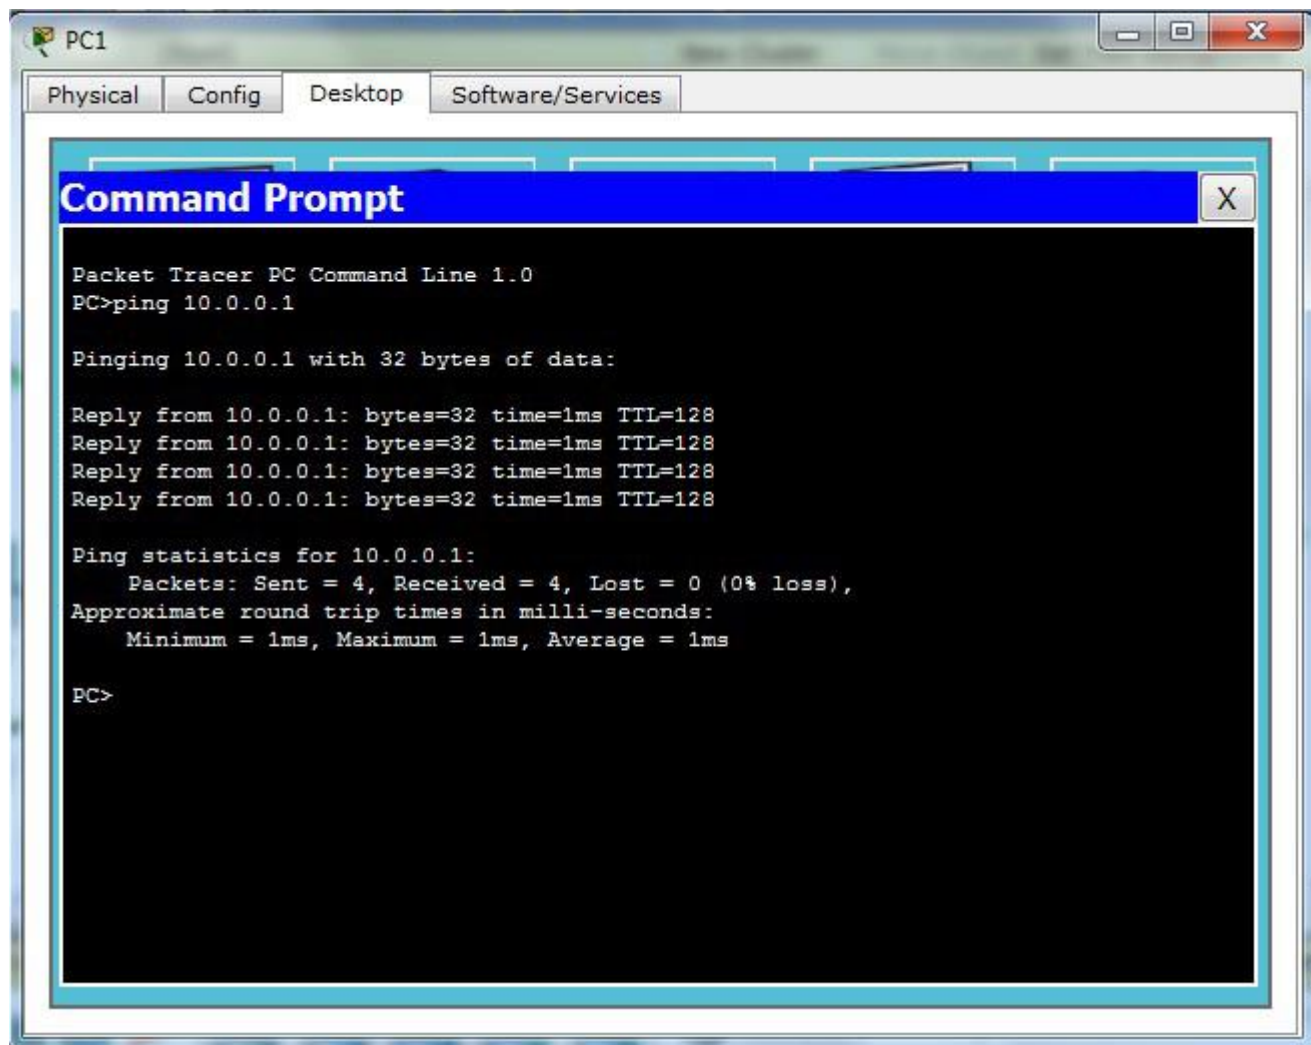 PC1
Physical Config Desktop Software/Services
Command Prompt X
Packet Tracer PC Command Line 1.0
PC>ping 10.0.0.1
Pinging 10.0.0.1 with 32 bytes of data:
Reply from 10.0.0.1: bytes=32 time=1ms TTL=128
Reply from 10.0.0.1: bytes=32 time=1ms TTL=128
Reply from 10.0.0.1: bytes=32 time=1ms TTL=128
Reply from 10.0.0.1: bytes=32 time=1ms TTL=128
Ping statistics for 10.0.0.1:
Packets: Sent = 4, Received = 4, Lost = 0 (0% loss),
Approximate round trip times in milli-seconds:
Minimum = 1ms, Maximum = 1ms, Average = 1ms
PC>